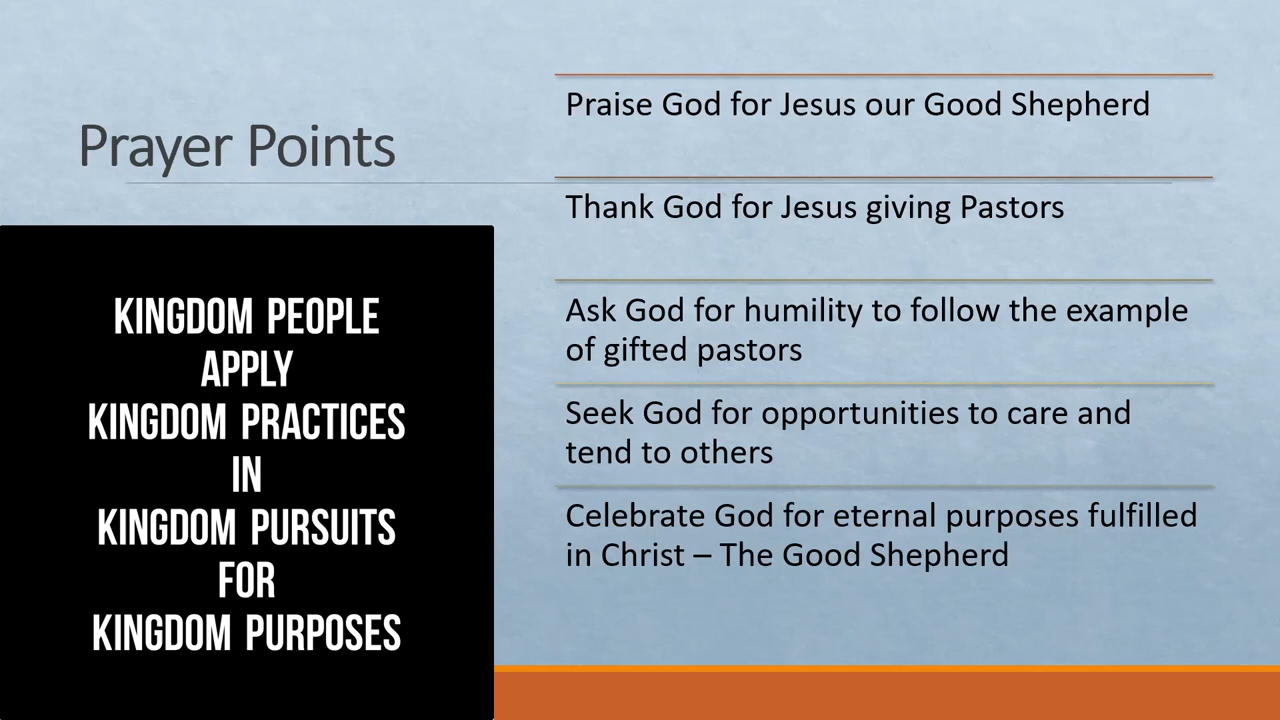 Prayer Points
KINGDOM PEOPLE
APPLY
KINGDOM PRACTICES
IN
KINGDOM PURSUITS
FOR
KINGDOM PURPOSES
Praise God for Jesus our Good Shepherd
Thank God for Jesus giving Pastors
Ask God for humility to follow the example
of gifted pastors
Seek God for opportunities to care and
tend to others
Celebrate God for eternal purposes fulfilled
in Christ – The Good Shepherd